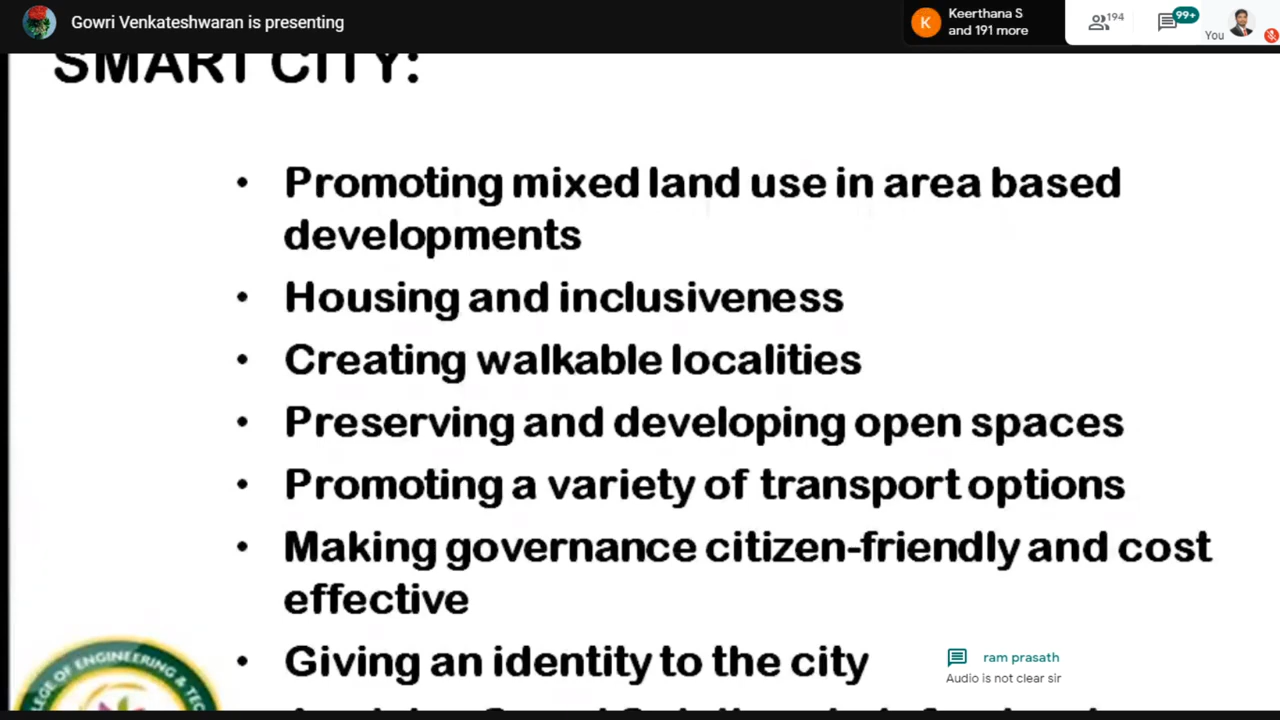 Gowri Venkateshwaran is presenting
K
Keerthana S
and 191 more
194
99+
You
SMART CITY:
• Promoting mixed land use in area based
developments
• Housing and inclusiveness
• Creating walkable localities
• Preserving and developing open spaces
• Promoting a variety of transport options
• Making governance citizen-friendly and cost
effective
• Giving an identity to the city
OF ENGINEERING &
ram prasath
Audio is not clear sir